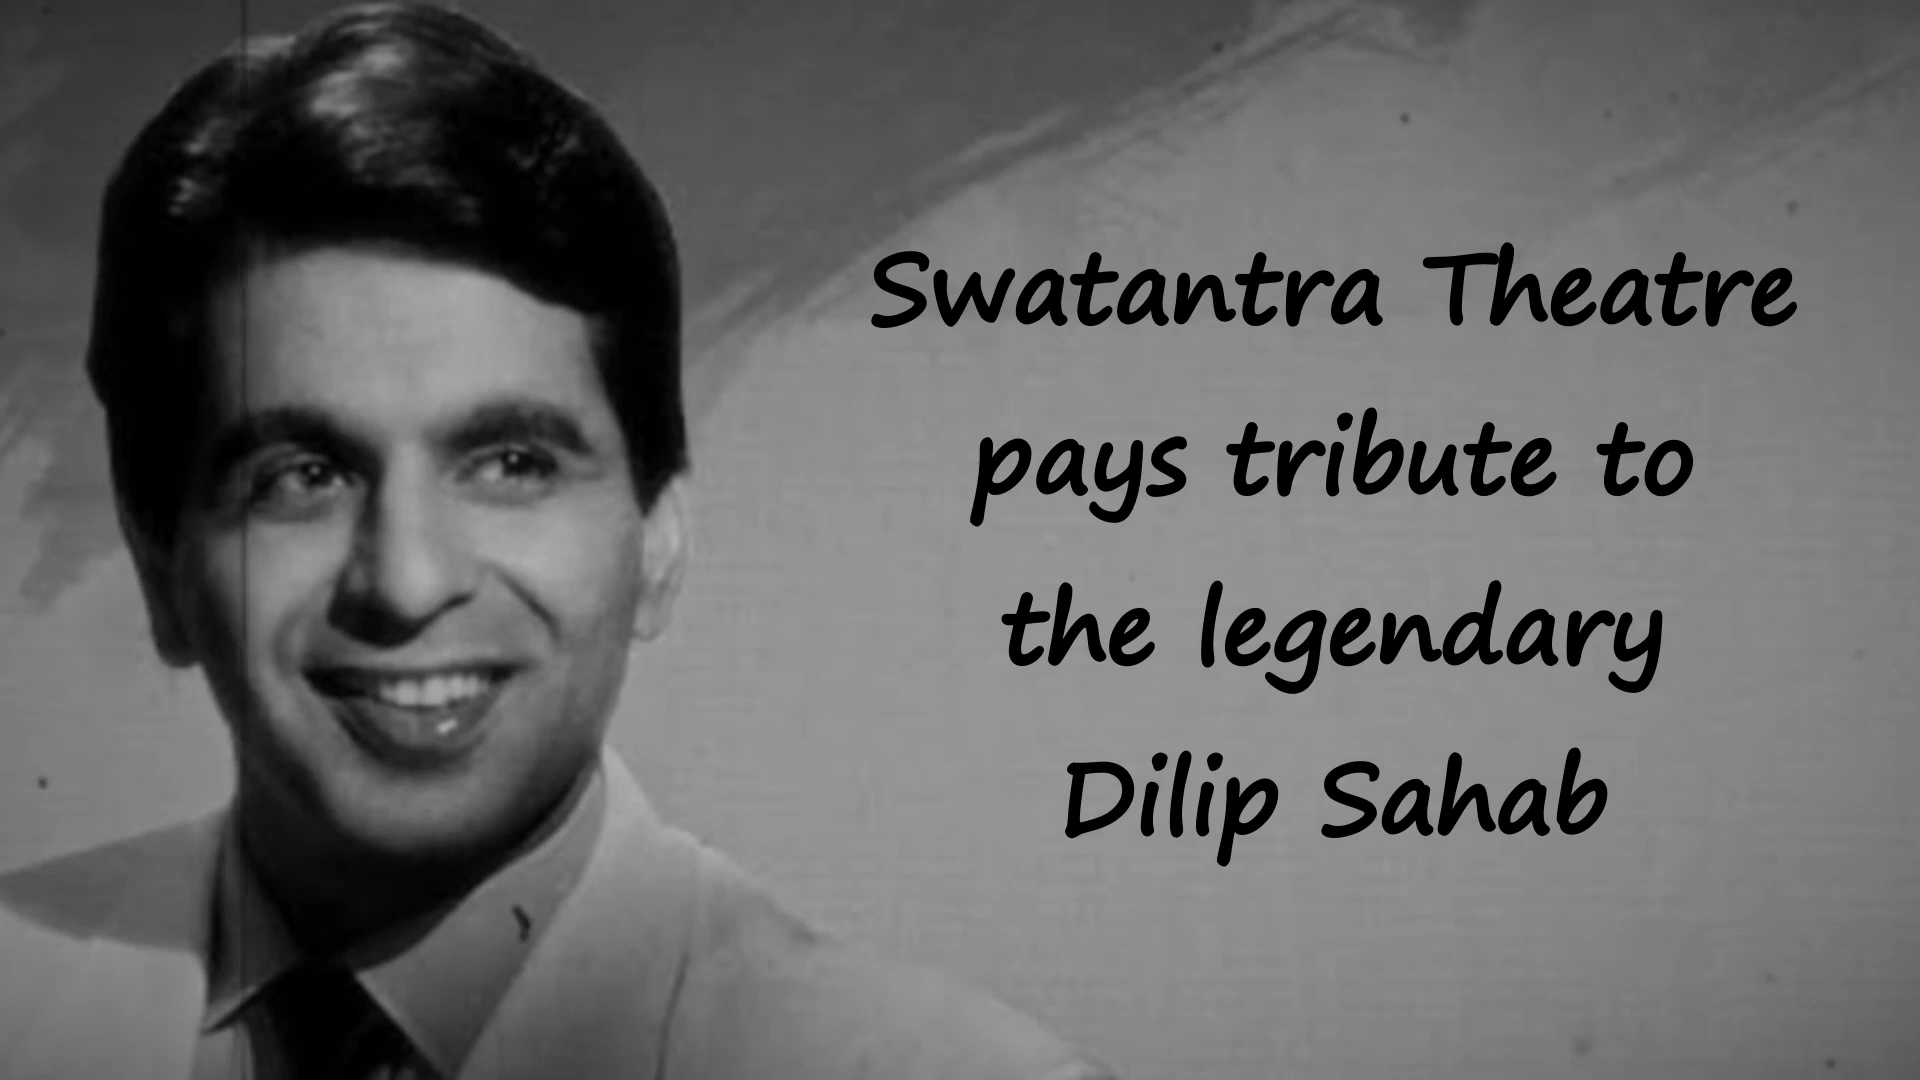 Swatantra Theatre
pays tribute to
the legendary
Dilip Sahab